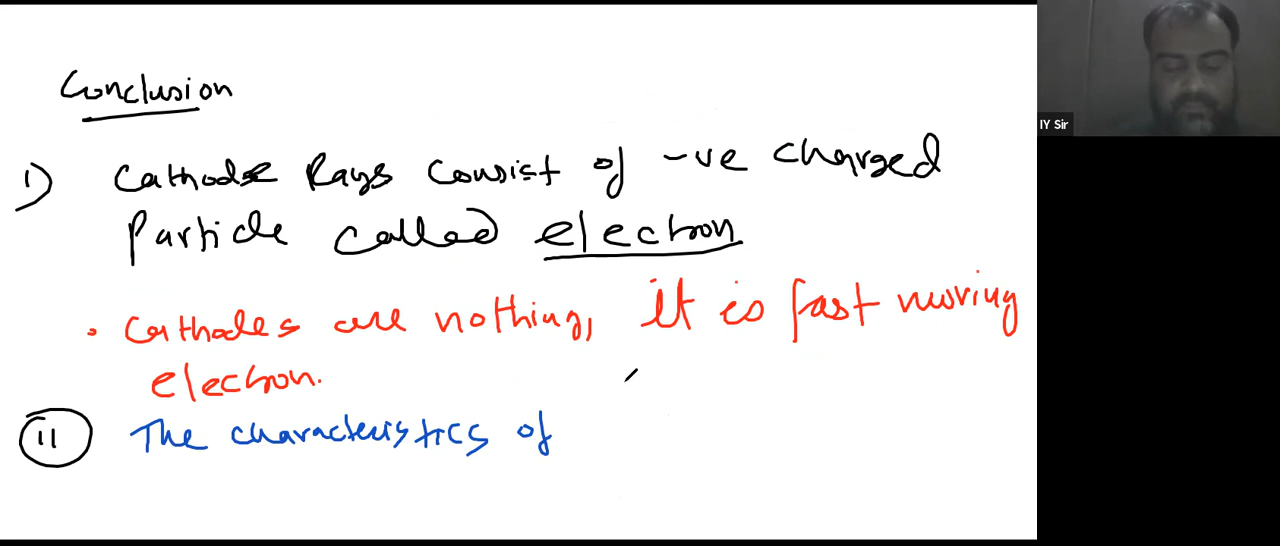 Conclusion
1) Cathode Rays consist of -ve charged
Particle called electron
• Cathodes are nothing, it is fast moving
electron.
11 The characteristics of
IY Sir